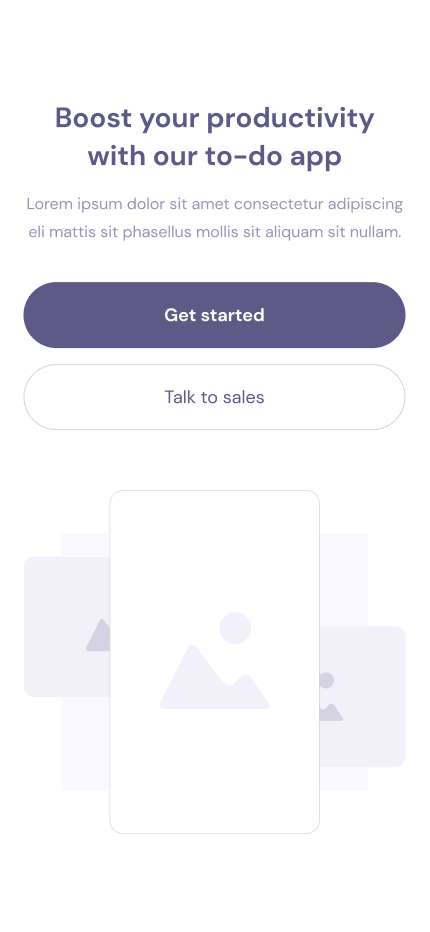 Boost your productivity
with our to-do app
Lorem ipsum dolor sit amet consectetur adipiscing
eli mattis sit phasellus mollis sit aliquam sit nullam.
Get started
Talk to sales